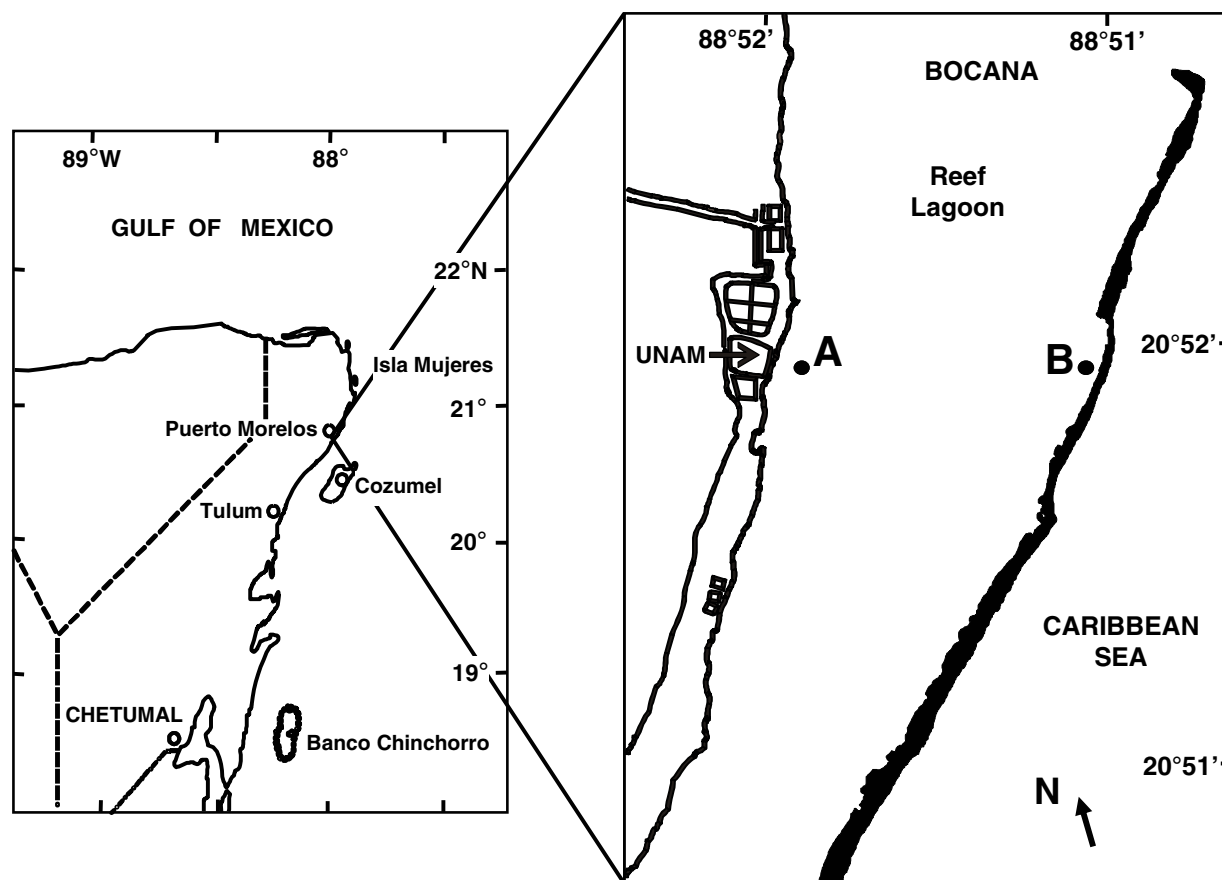 89°W
88°
GULF OF MEXICO
22°N
Isla Mujeres
21°
Puerto Morelos
Cozumel
Tulum
20°
19°
CHETUMAL
Banco Chinchorro
88°52'
88°51'
BOCANA
Reef
Lagoon
UNAM
A
B
20°52'
CARIBBEAN
SEA
20°51'
N